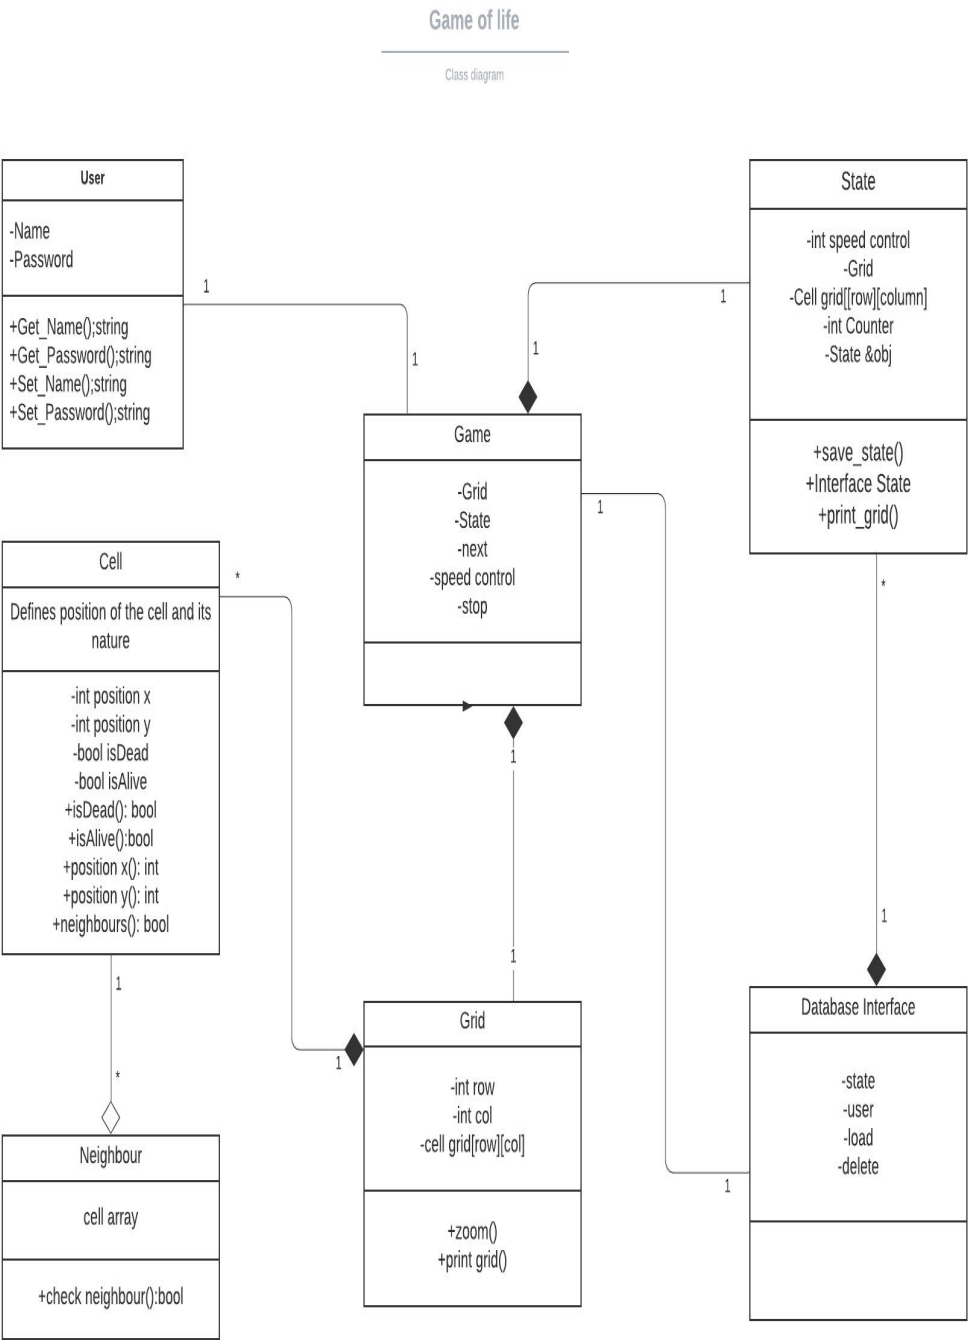 Game of life
Class diagram
User
-Name
-Password
+Get_Name();string
+Get_Password();string
+Set_Name();string
+Set_Password();string
1
1
State
-int speed control
-Grid
-Cell grid[[row][column]
-int Counter
-State &obj
+save_state()
+Interface State
+print_grid()
1
1
Game
-Grid
-State
-next
-speed control
-stop
1
Cell
Defines position of the cell and its
nature
-int position x
-int position y
-bool isDead
-bool isAlive
+isDead(): bool
+isAlive():bool
+position x(): int
+position y(): int
+neighbours(): bool
*
*
1
1
1
1
*
1
Grid
-int row
-int col
-cell grid[row][col]
+zoom()
+print grid()
1
Database Interface
-state
-user
-load
-delete
1
Neighbour
cell array
+check neighbour():bool